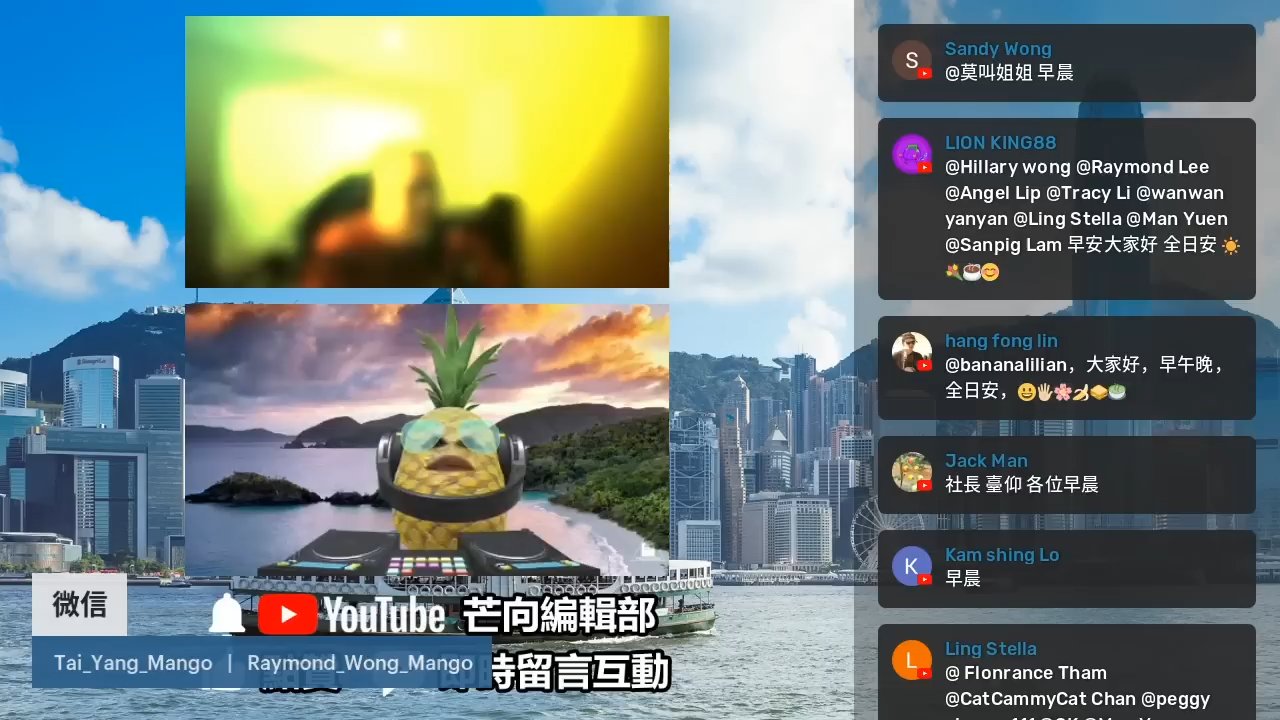 Sandy Wong
@莫叫姐姐 早晨
LION KING88
@Hillary wong @Raymond Lee
@Angel Lip @Tracy Li @wanwan
yanyan @Ling Stella @Man Yuen
@Sanpig Lam 早安大家好 全日安 ☀️
🌷☕😊
hang fong lin
@bananalilian，大家好，早午晚，
全日安，😀🖐🌸🍌🧇🍵
Jack Man
社長 臺仰 各位早晨
Kam shing Lo
早晨
Ling Stella
@ Flonrance Tham
@CatCammyCat Chan @peggy
微信
Tai_Yang_Mango | Raymond_Wong_Mango
YouTube 芒向編輯部
即時留言互動
S
K
L